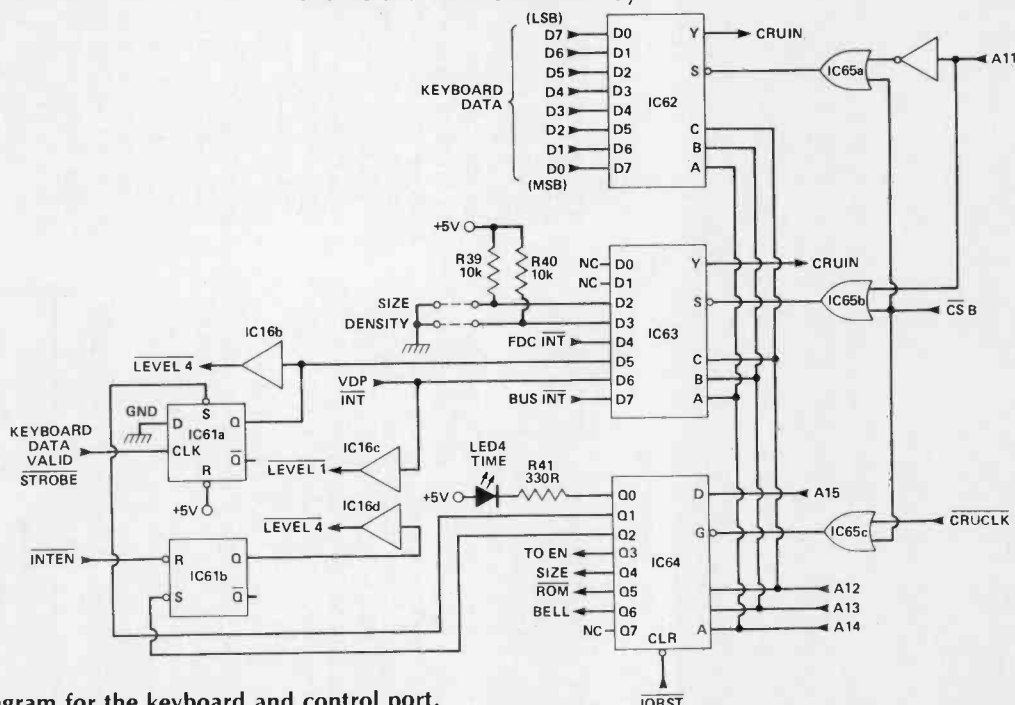 (LSB)
D7 D0 Y CRUIN
D6 D1
D5 D2 S IC65a A11
KEYBOARD DATA D4 D3 IC62
D3 D4
D2 D5 C
D1 D6 B
D0 D7 A
(MSB)
+5V
R39 10k R40 10k
NC D0 Y CRUIN
NC D1
SIZE D2 S IC65b CSB
DENSITY D3 IC63
FDC INT D4
IC16b
LEVEL 4 D5 C
VDP INT D6 B
BUS INT D7 A
GND S
D Q
IC61a
KEYBOARD DATA VALID STROBE CLK
R Q
+5V
LEVEL 1 IC16c
LED4 TIME R41 330R
+5V Q0 D A15
LEVEL 4 IC16d
Q1
Q2 G IC65c CRUCLK
INTEN R Q
IC61b
S Q
TO EN Q3 IC64
SIZE Q4 A12
ROM Q5 A13
BELL Q6
NC Q7 A A14
CLR
IORST
gram for the keyboard and control port.